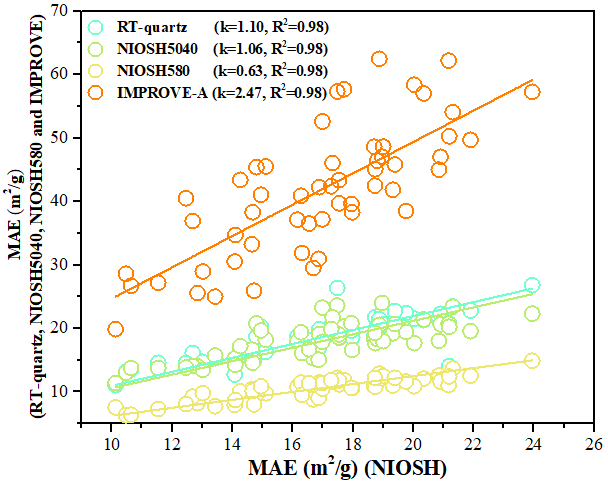 RT-quartz (k=1.10, R²=0.98)
NIOSH5040 (k=1.06, R²=0.98)
NIOSH580 (k=0.63, R²=0.98)
IMPROVE-A (k=2.47, R²=0.98)
MAE (m²/g)
(RT-quartz, NIOSH5040, NIOSH580 and IMPROVE)
70
60
50
40
30
20
10
10 12 14 16 18 20 22 24 26
MAE (m²/g) (NIOSH)